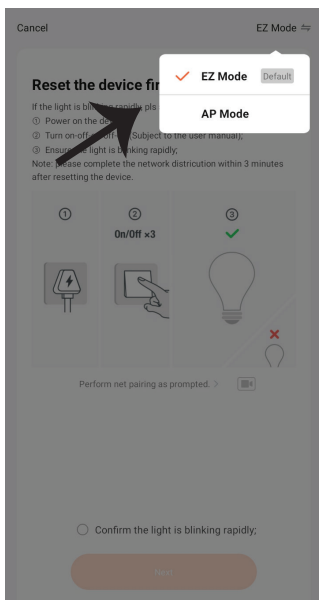 Cancel
EZ Mode
EZ Mode Default
AP Mode
Reset the device
If the light is blinking rapidly, pls
① Power on the
② Turn on-off- (Subject to the user manual);
③ Ensure the light is blinking rapidly;
Note: please complete the network districution within 3 minutes
after resetting the device.
①
②
③
On/Off ×3
Perform net pairing as prompted. >
Confirm the light is blinking rapidly;
Next